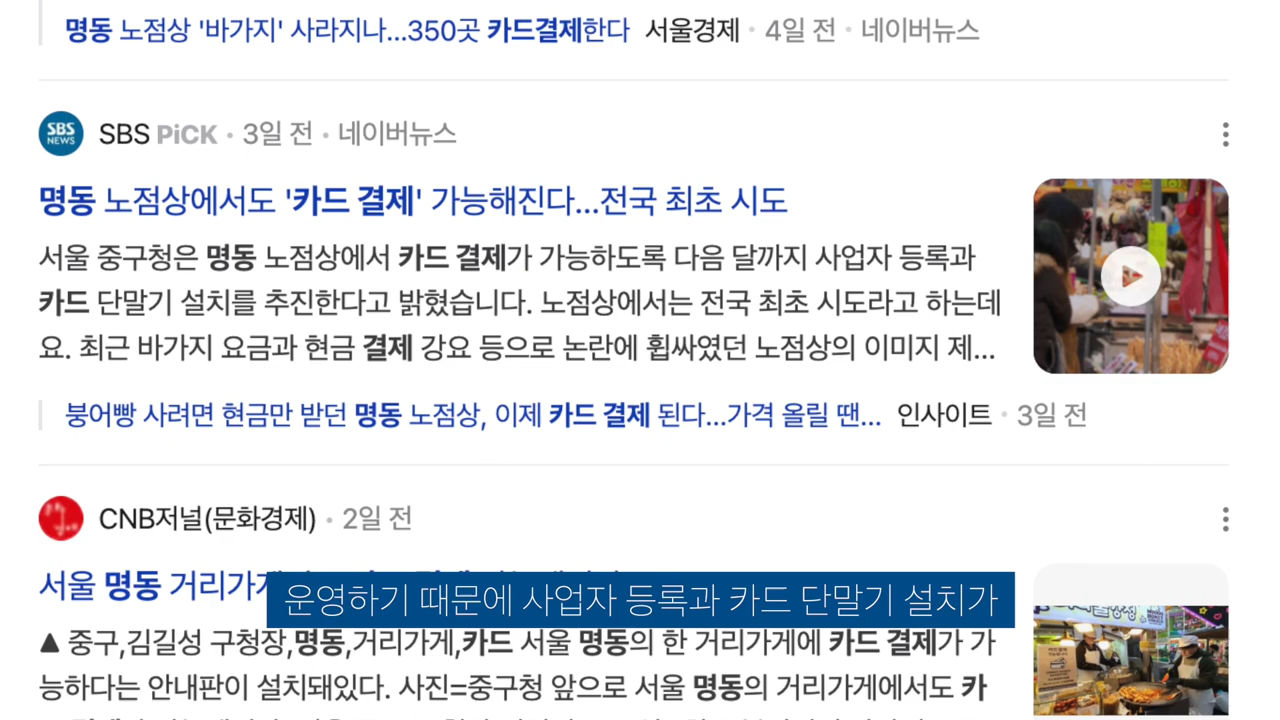 명동 노점상 '바가지' 사라지나...350곳 카드결제한다 서울경제 · 4일 전 · 네이버뉴스
SBS NEWS
SBS PiCK · 3일 전 · 네이버뉴스
명동 노점상에서도 '카드 결제' 가능해진다...전국 최초 시도
서울 중구청은 명동 노점상에서 카드 결제가 가능하도록 다음 달까지 사업자 등록과
카드 단말기 설치를 추진한다고 밝혔습니다. 노점상에서는 전국 최초 시도라고 하는데
요. 최근 바가지 요금과 현금 결제 강요 등으로 논란에 휩싸였던 노점상의 이미지 제...
붕어빵 사려면 현금만 받던 명동 노점상, 이제 카드 결제 된다...가격 올릴 땐... 인사이트 · 3일 전
CNB저널(문화경제) · 2일 전
서울 명동 거리가
운영하기 때문에 사업자 등록과 카드 단말기 설치가
▲ 중구,김길성 구청장,명동,거리가게,카드 서울 명동의 한 거리가게에 카드 결제가 가
능하다는 안내판이 설치돼있다. 사진=중구청 앞으로 서울 명동의 거리가게에서도 카